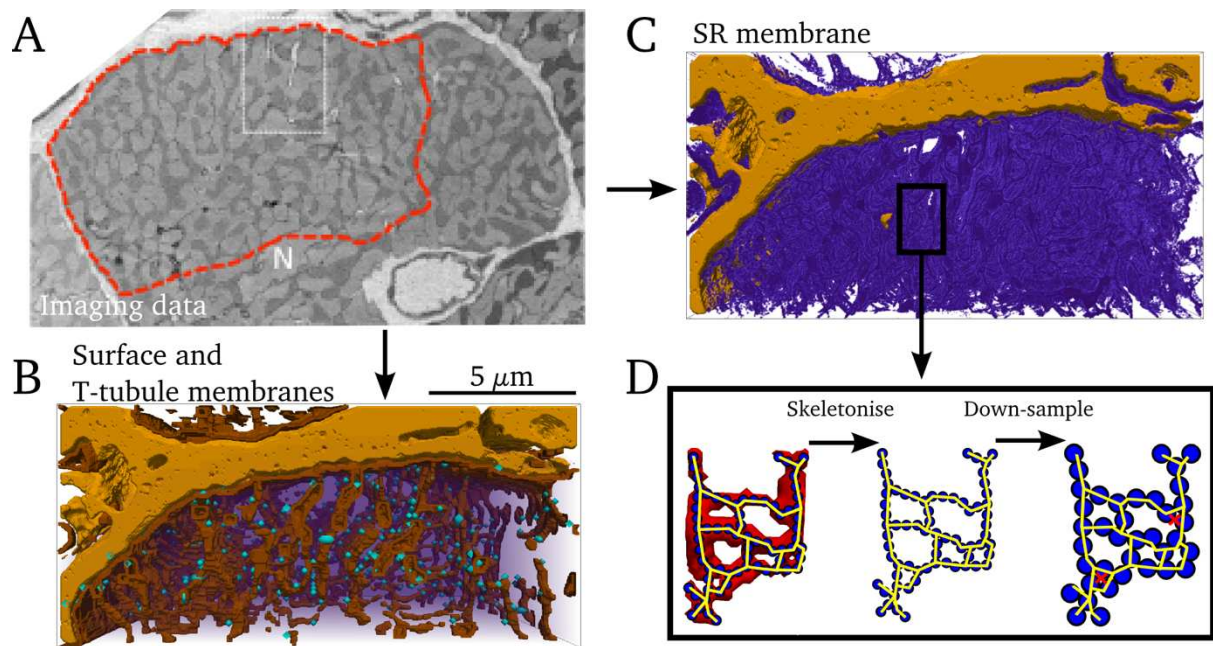 A
N
Imaging data
B
Surface and
T-tubule membranes
5 μm
C
SR membrane
D
Skeletonise
Down-sample